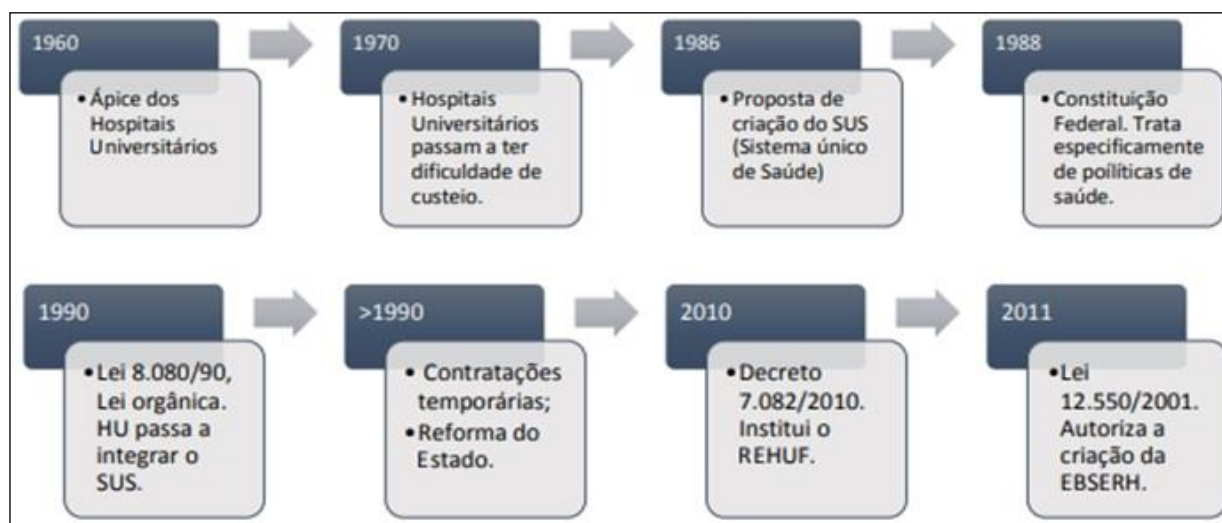 1960
• Ápice dos
Hospitais
Universitários
1970
• Hospitais
Universitários
passam a ter
dificuldade de
custeio.
1986
• Proposta de
criação do SUS
(Sistema único
de Saúde)
1988
• Constituição
Federal. Trata
especificamente
de poilíticas de
saúde.
1990
• Lei 8.080/90,
Lei orgânica.
HU passa a
integrar o
SUS.
>1990
• Contratações
temporárias;
• Reforma do
Estado.
2010
• Decreto
7.082/2010.
Institui o
REHUF.
2011
• Lei
12.550/2001.
Autoriza a
criação da
EBSERH.